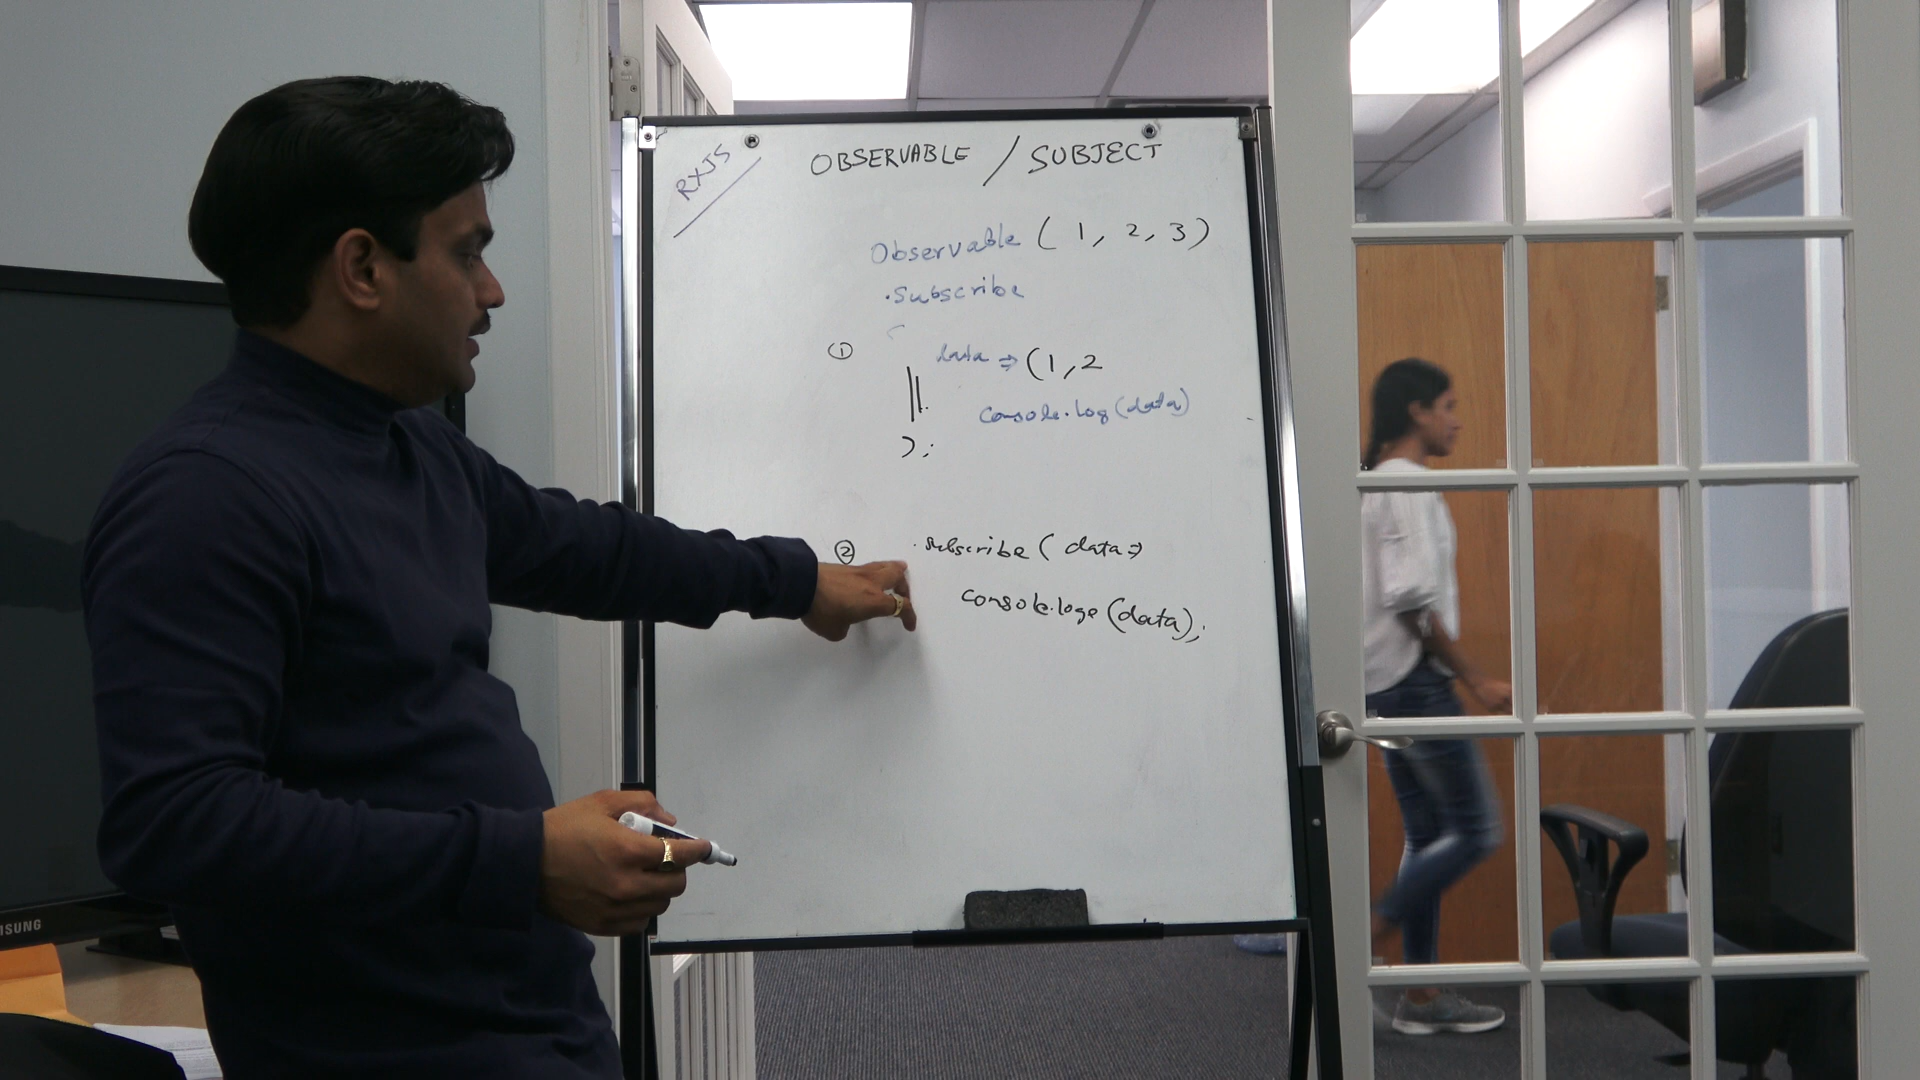 RXJS
OBSERVABLE / SUBJECT
Observable ( 1, 2, 3 )
.Subscribe
(
① data => (1, 2
console.log (data)
);
② .subscribe ( data =>
console.loge (data);
SUNG